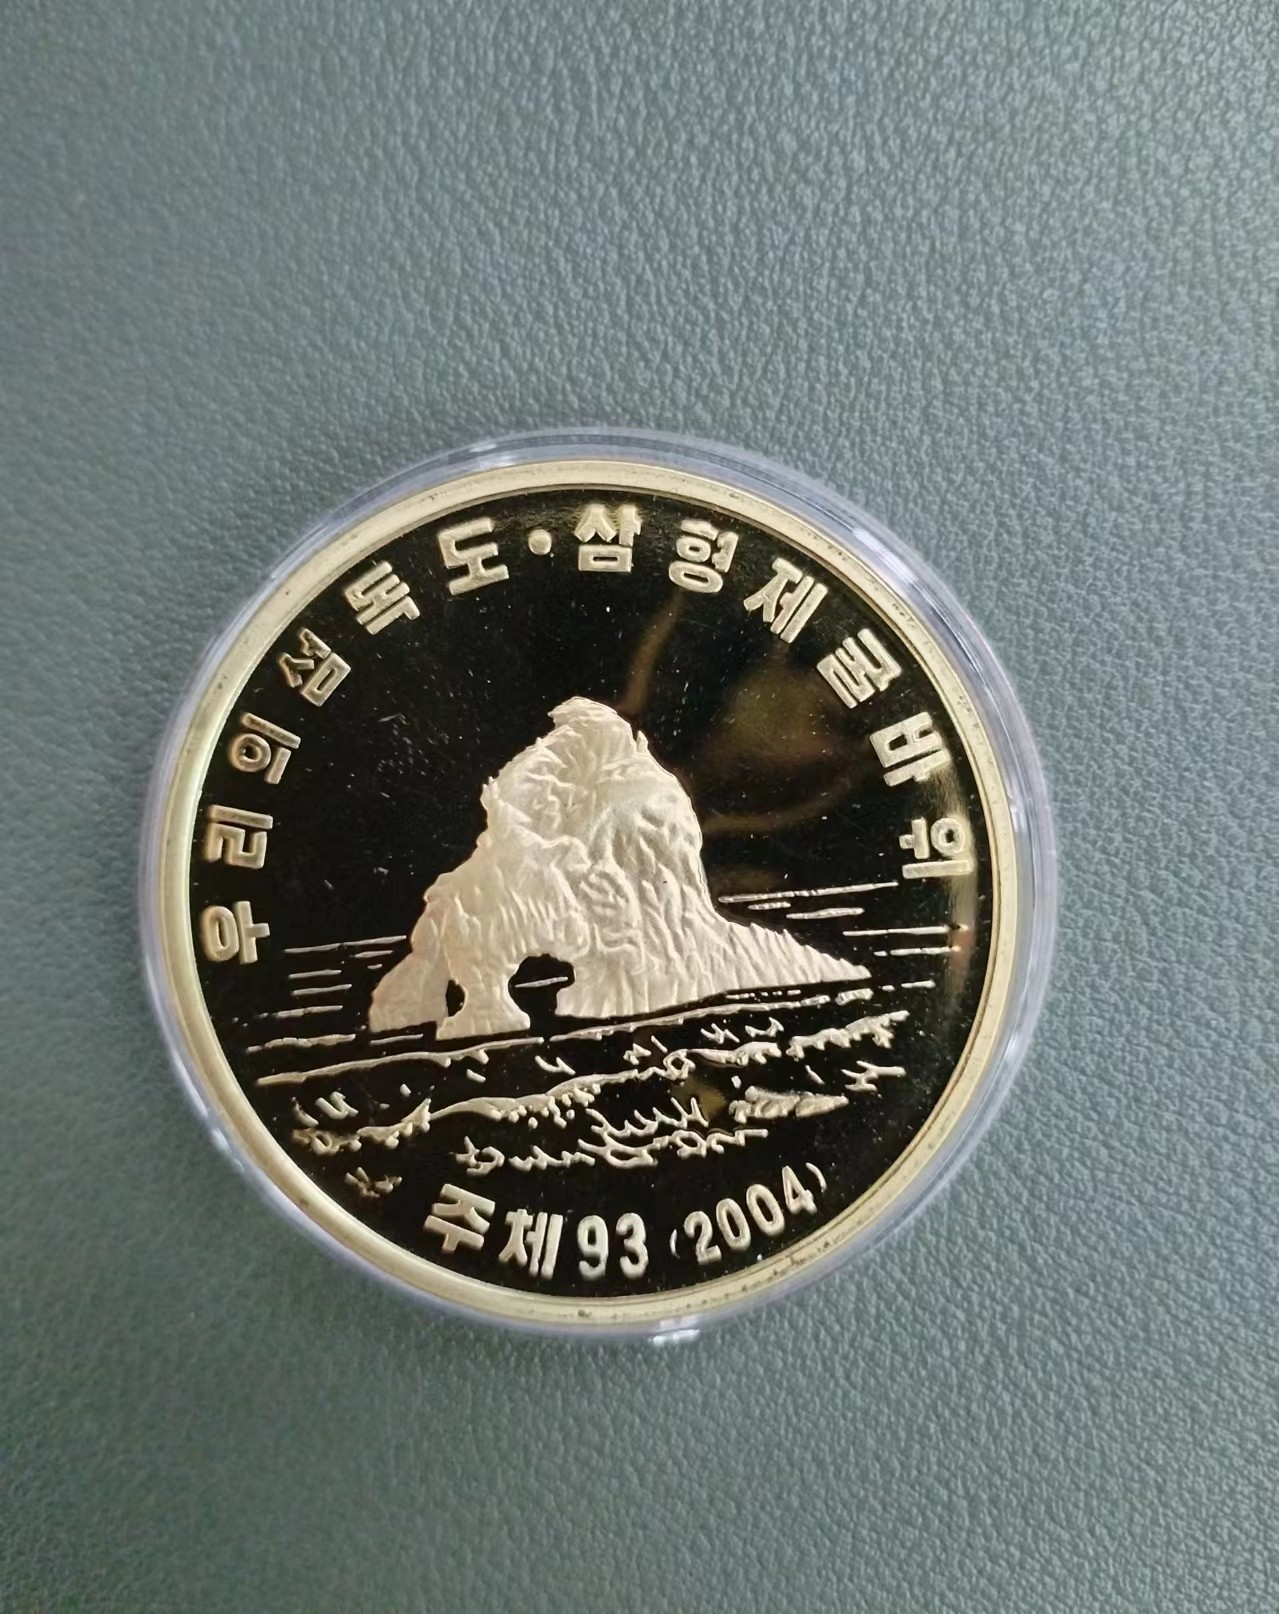 우리의 섬 독도·삼형제굴바위
주체93 (2004)